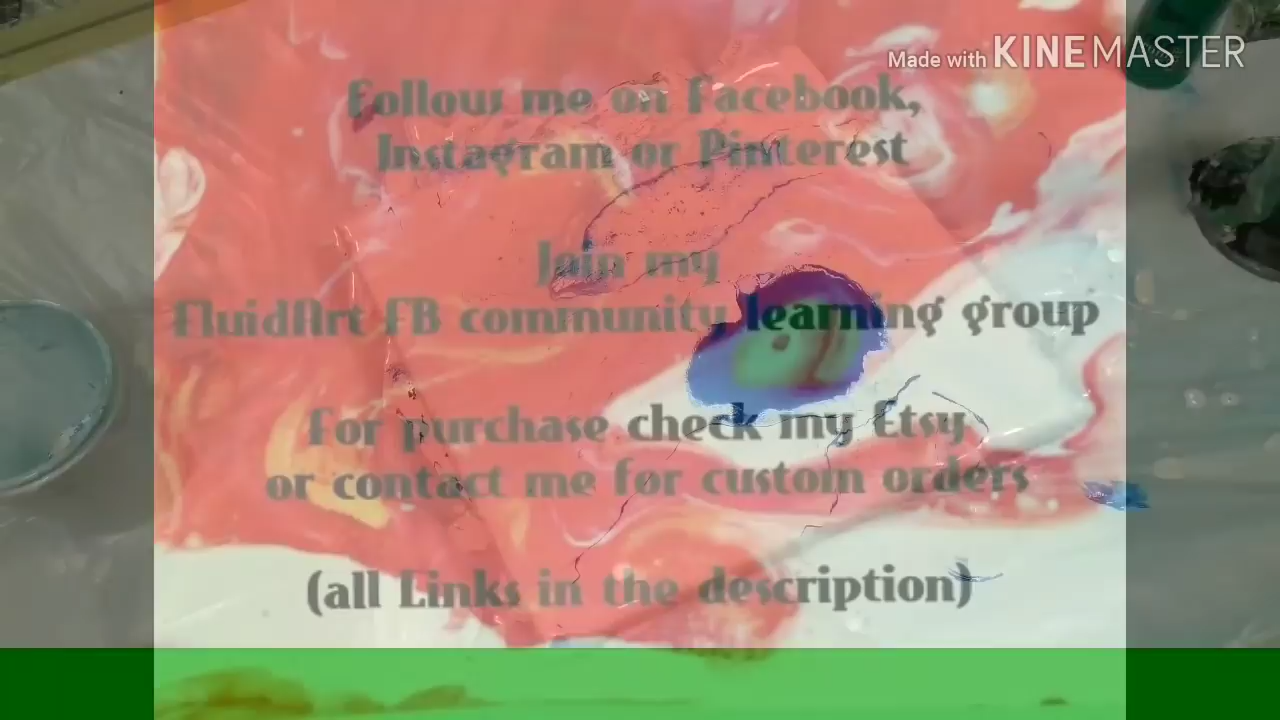 Made with KINEMASTER
Follow me on Facebook,
Instagram or Pinterest
Join my
FluidArt FB community learning group
For purchase check my Etsy
or contact me for custom orders
(all Links in the description)